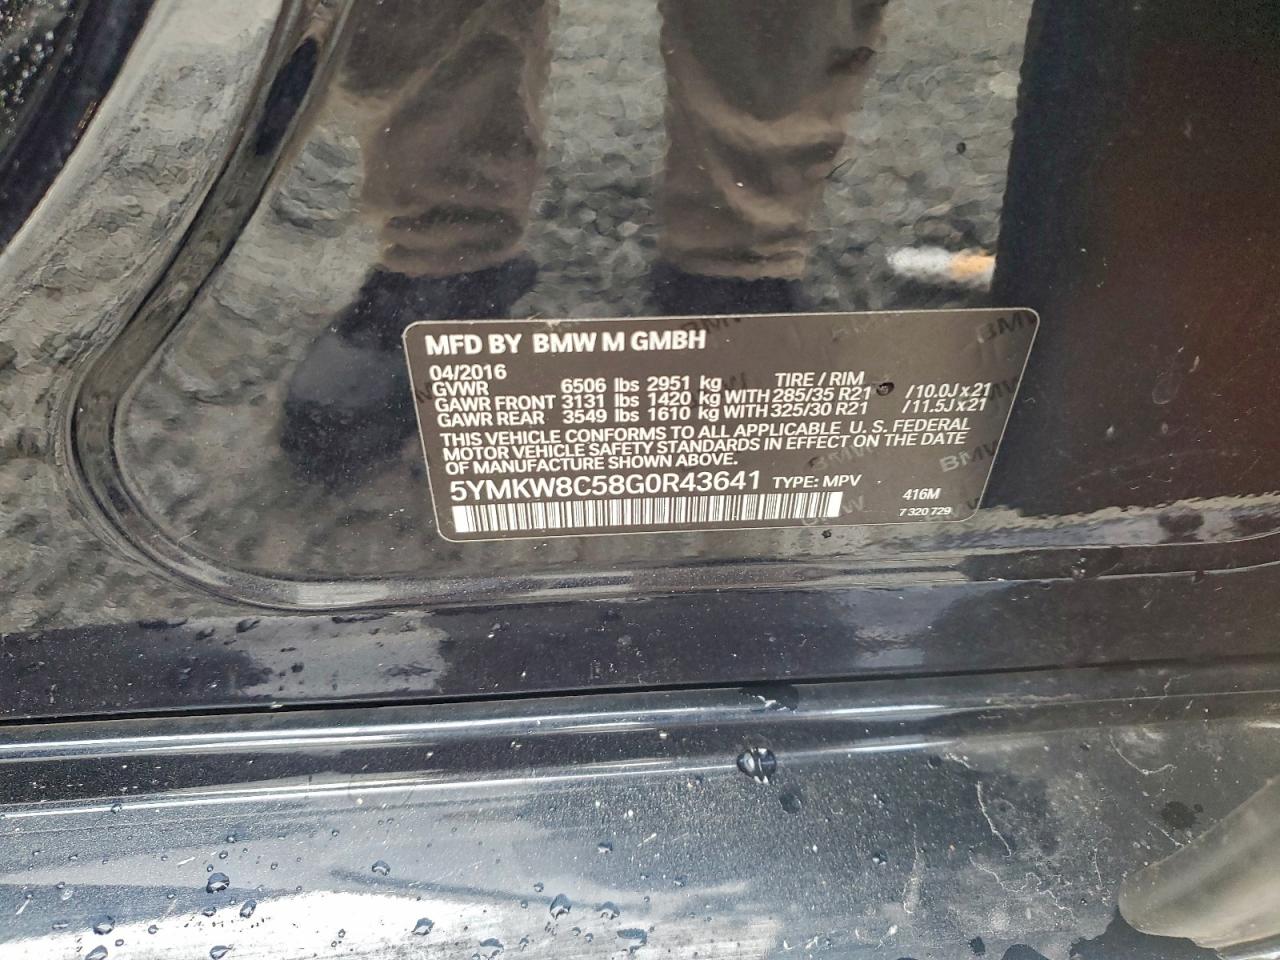 MFD BY BMW M GMBH
04/2016
GVWR 6506 lbs 2951 kg TIRE / RIM
GAWR FRONT 3131 lbs 1420 kg WITH 285/35 R21 /10.0J x 21
GAWR REAR 3549 lbs 1610 kg WITH 325/30 R21 /11.5J x 21
THIS VEHICLE CONFORMS TO ALL APPLICABLE U. S. FEDERAL
MOTOR VEHICLE SAFETY STANDARDS IN EFFECT ON THE DATE
OF MANUFACTURE SHOWN ABOVE.
5YMKW8C58G0R43641 TYPE: MPV
416M
7 320 729